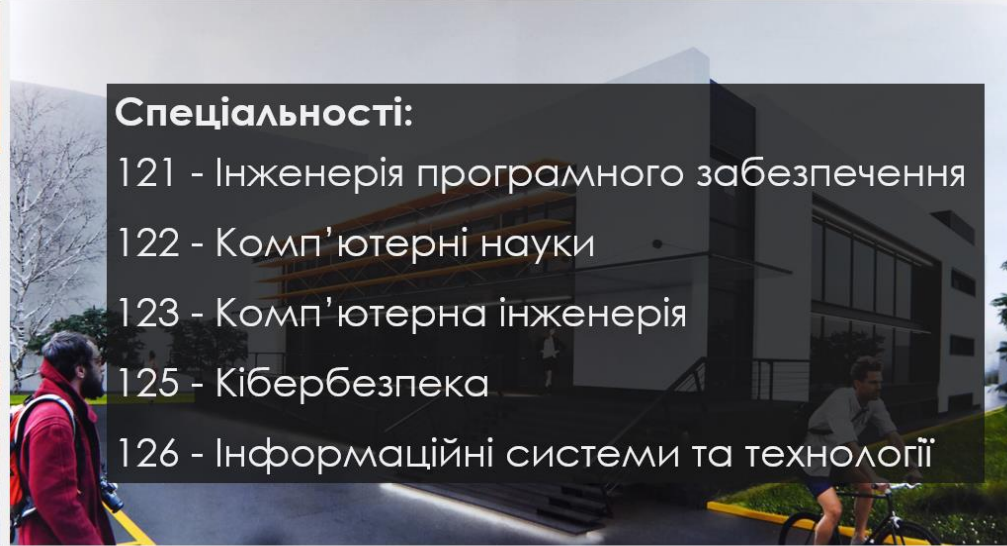 Спеціальності:
121 - Інженерія програмного забезпечення
122 - Комп’ютерні науки
123 - Комп’ютерна інженерія
125 - Кібербезпека
126 - Інформаційні системи та технології